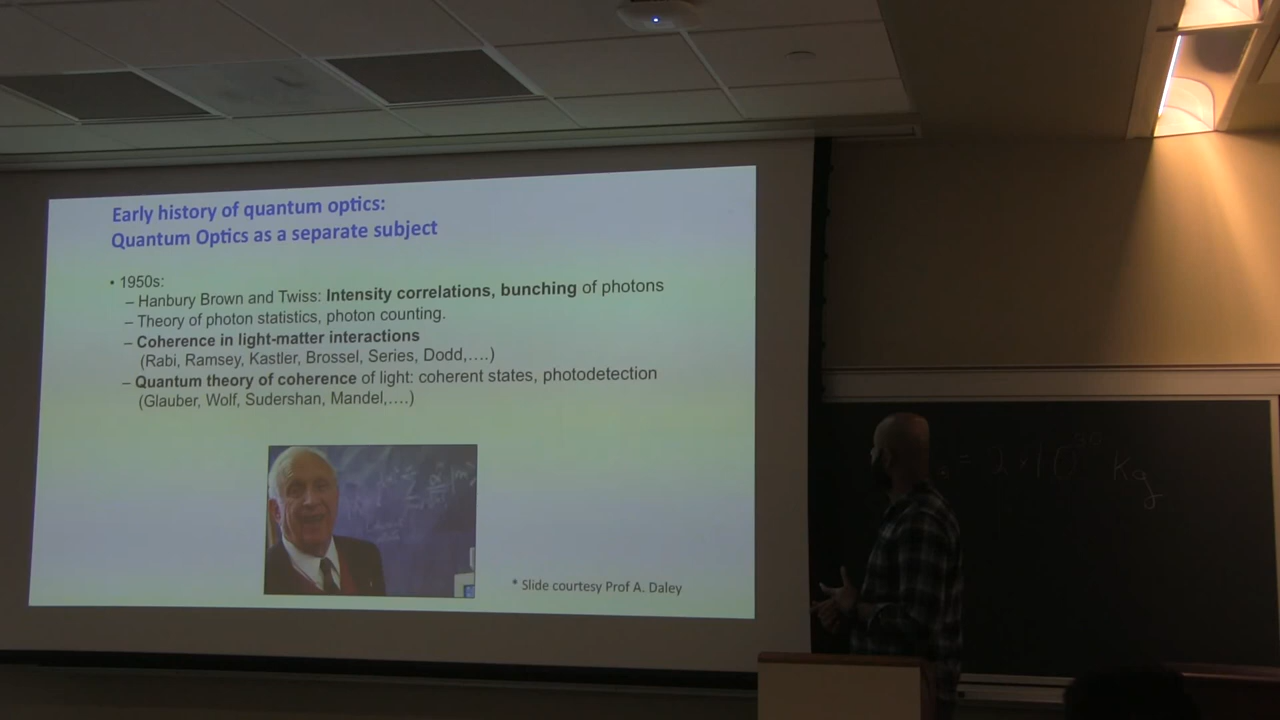 Early history of quantum optics:
Quantum Optics as a separate subject
• 1950s:
– Hanbury Brown and Twiss: Intensity correlations, bunching of photons
– Theory of photon statistics, photon counting.
– Coherence in light-matter interactions
(Rabi, Ramsey, Kastler, Brossel, Series, Dodd,....)
– Quantum theory of coherence of light: coherent states, photodetection
(Glauber, Wolf, Sudershan, Mandel,....)
* Slide courtesy Prof A. Daley
= 2 × 10³⁰ Kg